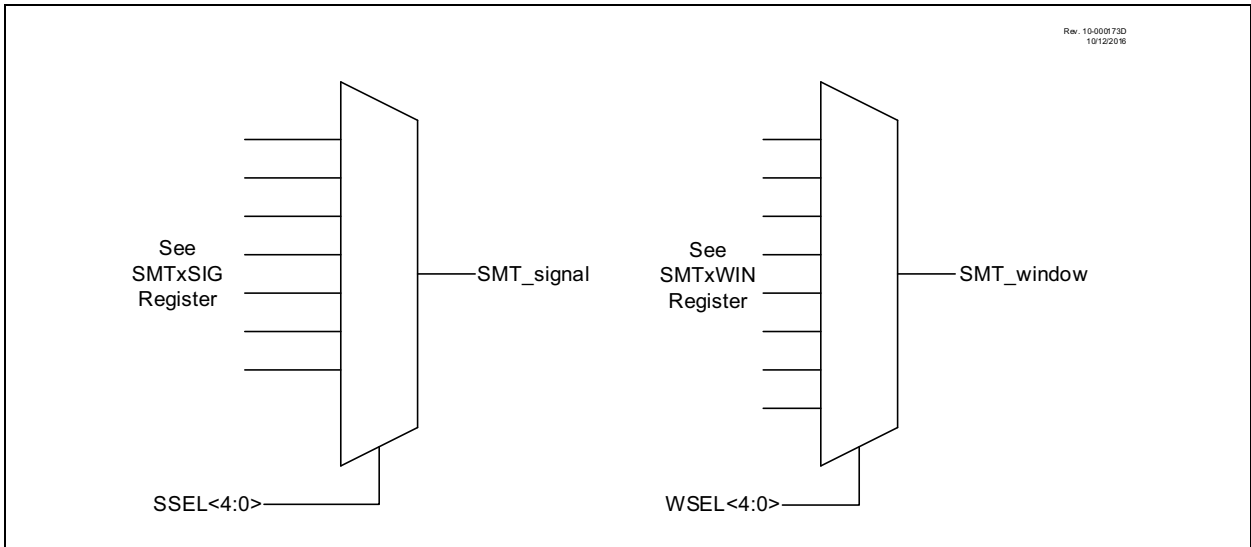 Rev. 10-000173D
10/12/2016
See
SMTxSIG
Register
SMT_signal
SSEL<4:0>
See
SMTxWIN
Register
SMT_window
WSEL<4:0>